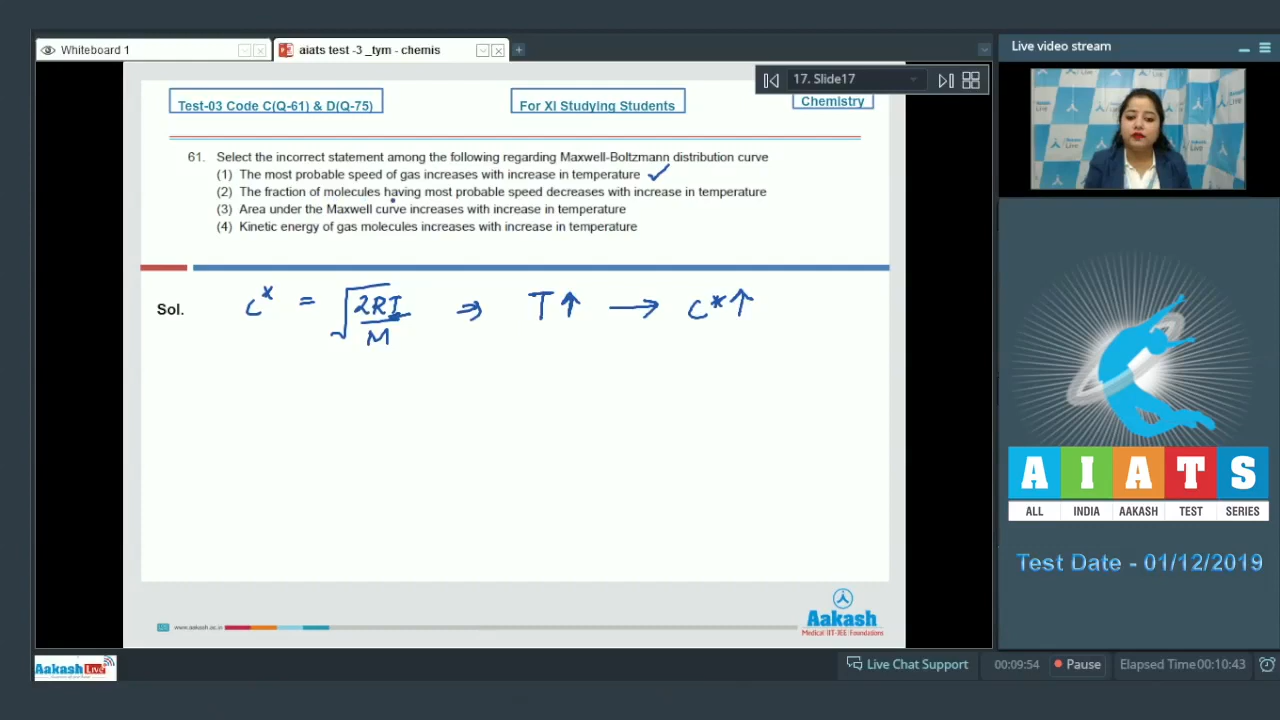 Whiteboard 1
aiats test -3 _tym - chemis
Live video stream
17. Slide17
Test-03 Code C(Q-61) & D(Q-75)
For XI Studying Students
Chemistry
61. Select the incorrect statement among the following regarding Maxwell-Boltzmann distribution curve
(1) The most probable speed of gas increases with increase in temperature ✓
(2) The fraction of molecules having most probable speed decreases with increase in temperature
(3) Area under the Maxwell curve increases with increase in temperature
(4) Kinetic energy of gas molecules increases with increase in temperature
Sol. C* = √(2RT/M) ⇒ T↑ → C*↑
AIATS
ALL INDIA AAKASH TEST SERIES
Test Date - 01/12/2019
Aakash
Medical|IIT-JEE|Foundations
www.aakash.ac.in
Aakash Live
Live Chat Support
00:09:54
Pause
Elapsed Time 00:10:43